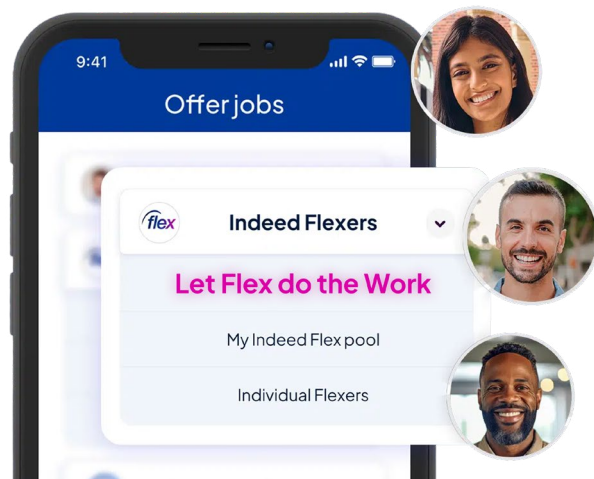 9:41
Offer jobs
flex
Indeed Flexers
Let Flex do the Work
My Indeed Flex pool
Individual Flexers